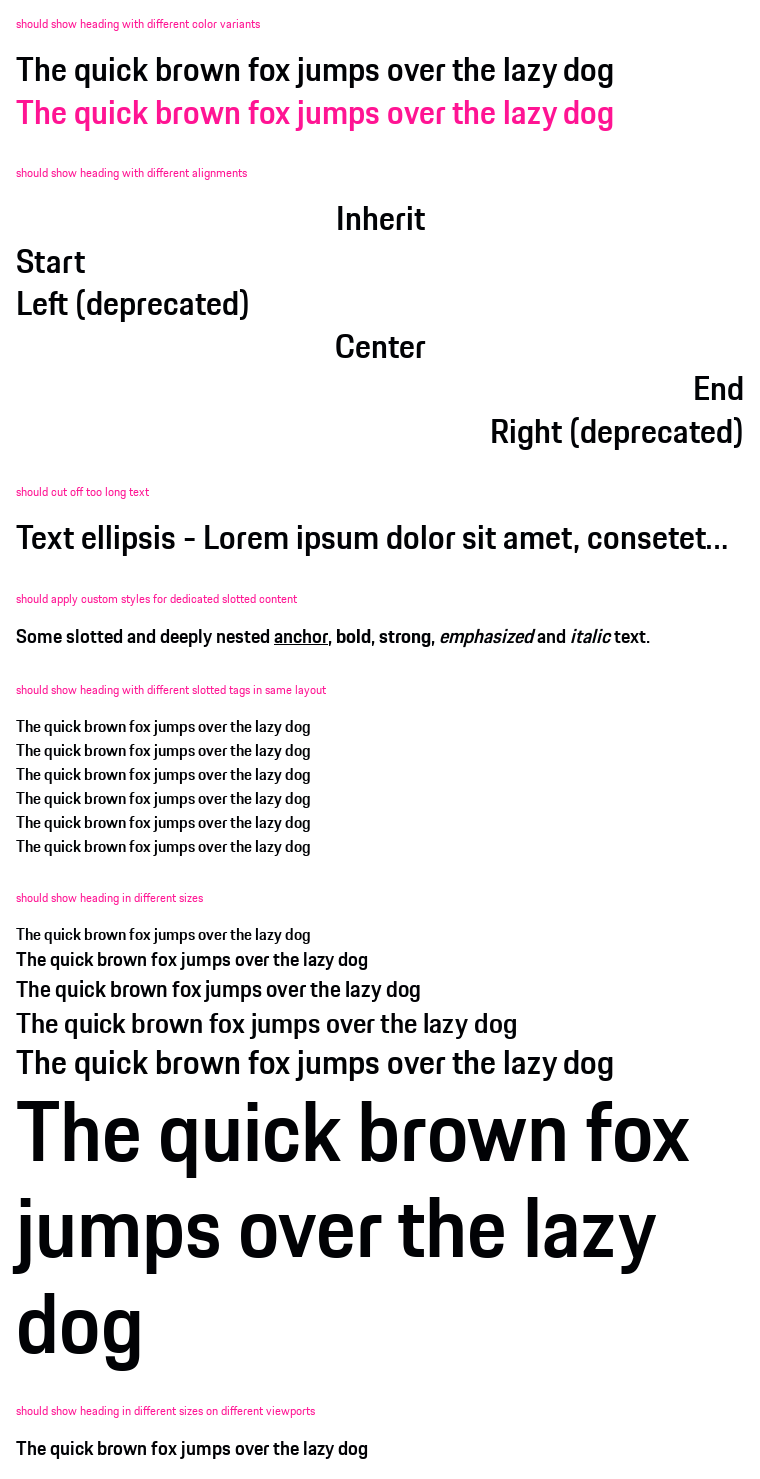 should show heading with different color variants
The quick brown fox jumps over the lazy dog
The quick brown fox jumps over the lazy dog
should show heading with different alignments
Inherit
Start
Left (deprecated)
Center
End
Right (deprecated)
should cut off too long text
Text ellipsis - Lorem ipsum dolor sit amet, consetet...
should apply custom styles for dedicated slotted content
Some slotted and deeply nested anchor, bold, strong, emphasized and italic text.
should show heading with different slotted tags in same layout
The quick brown fox jumps over the lazy dog
The quick brown fox jumps over the lazy dog
The quick brown fox jumps over the lazy dog
The quick brown fox jumps over the lazy dog
The quick brown fox jumps over the lazy dog
The quick brown fox jumps over the lazy dog
should show heading in different sizes
The quick brown fox jumps over the lazy dog
The quick brown fox jumps over the lazy dog
The quick brown fox jumps over the lazy dog
The quick brown fox jumps over the lazy dog
The quick brown fox jumps over the lazy dog
The quick brown fox
jumps over the lazy
dog
should show heading in different sizes on different viewports
The quick brown fox jumps over the lazy dog